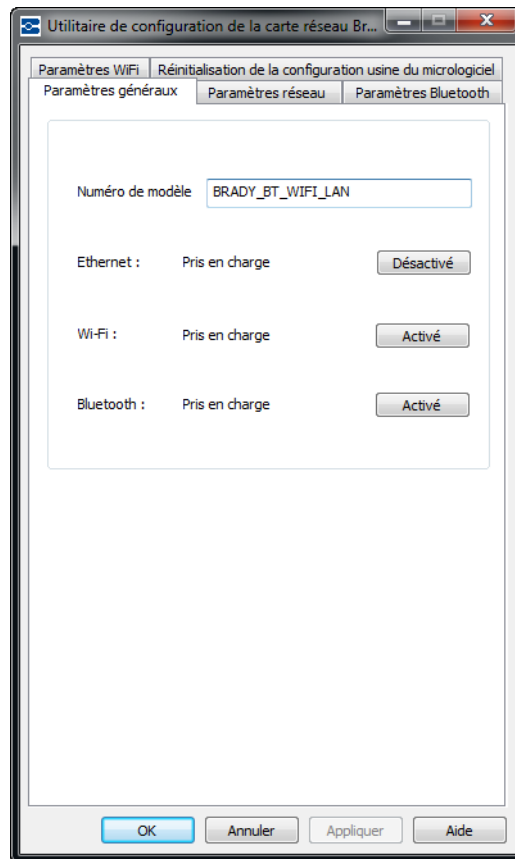 Utilitaire de configuration de la carte réseau Br...
Paramètres WiFi
Réinitialisation de la configuration usine du micrologiciel
Paramètres généraux
Paramètres réseau
Paramètres Bluetooth
Numéro de modèle
BRADY_BT_WIFI_LAN
Ethernet :
Pris en charge
Désactivé
Wi-Fi :
Pris en charge
Activé
Bluetooth :
Pris en charge
Activé
OK
Annuler
Appliquer
Aide